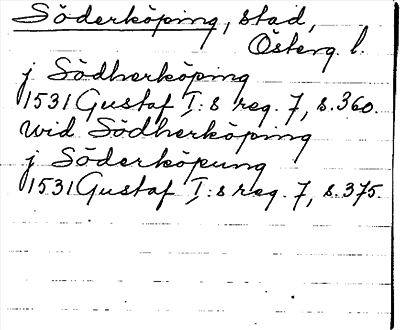 Söderköping, stad,
Österg. l.
j Södherköping
1531 Gustaf I:s reg. 7, s. 360.
wid Södherköping
j Söderköpung
1531 Gustaf I:s reg. 7, s. 375.